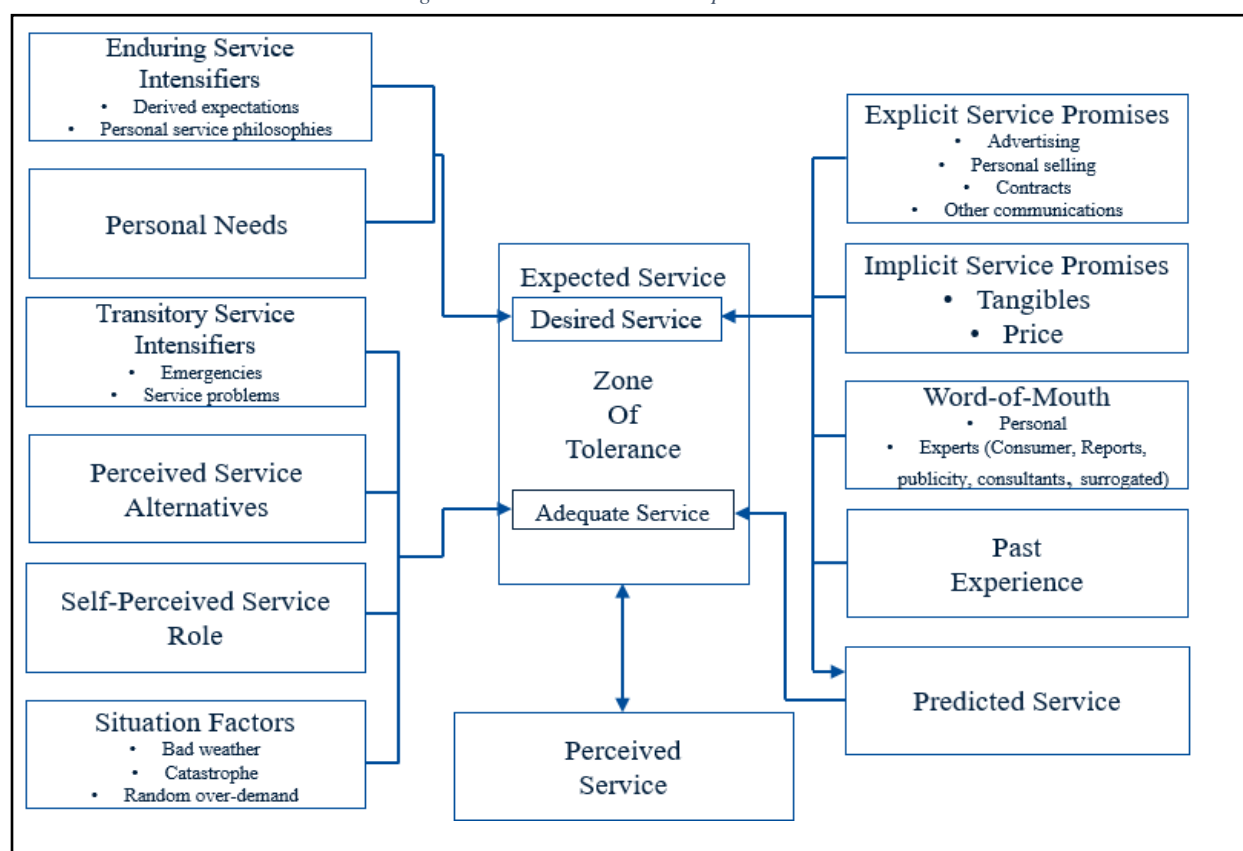 Enduring Service
Intensifiers
• Derived expectations
• Personal service philosophies
Personal Needs
Transitory Service
Intensifiers
• Emergencies
• Service problems
Perceived Service
Alternatives
Self-Perceived Service
Role
Situation Factors
• Bad weather
• Catastrophe
• Random over-demand
Expected Service
Desired Service
Zone
Of
Tolerance
Adequate Service
Perceived
Service
Explicit Service Promises
• Advertising
• Personal selling
• Contracts
• Other communications
Implicit Service Promises
• Tangibles
• Price
Word-of-Mouth
• Personal
• Experts (Consumer, Reports,
publicity, consultants, surrogated)
Past
Experience
Predicted Service